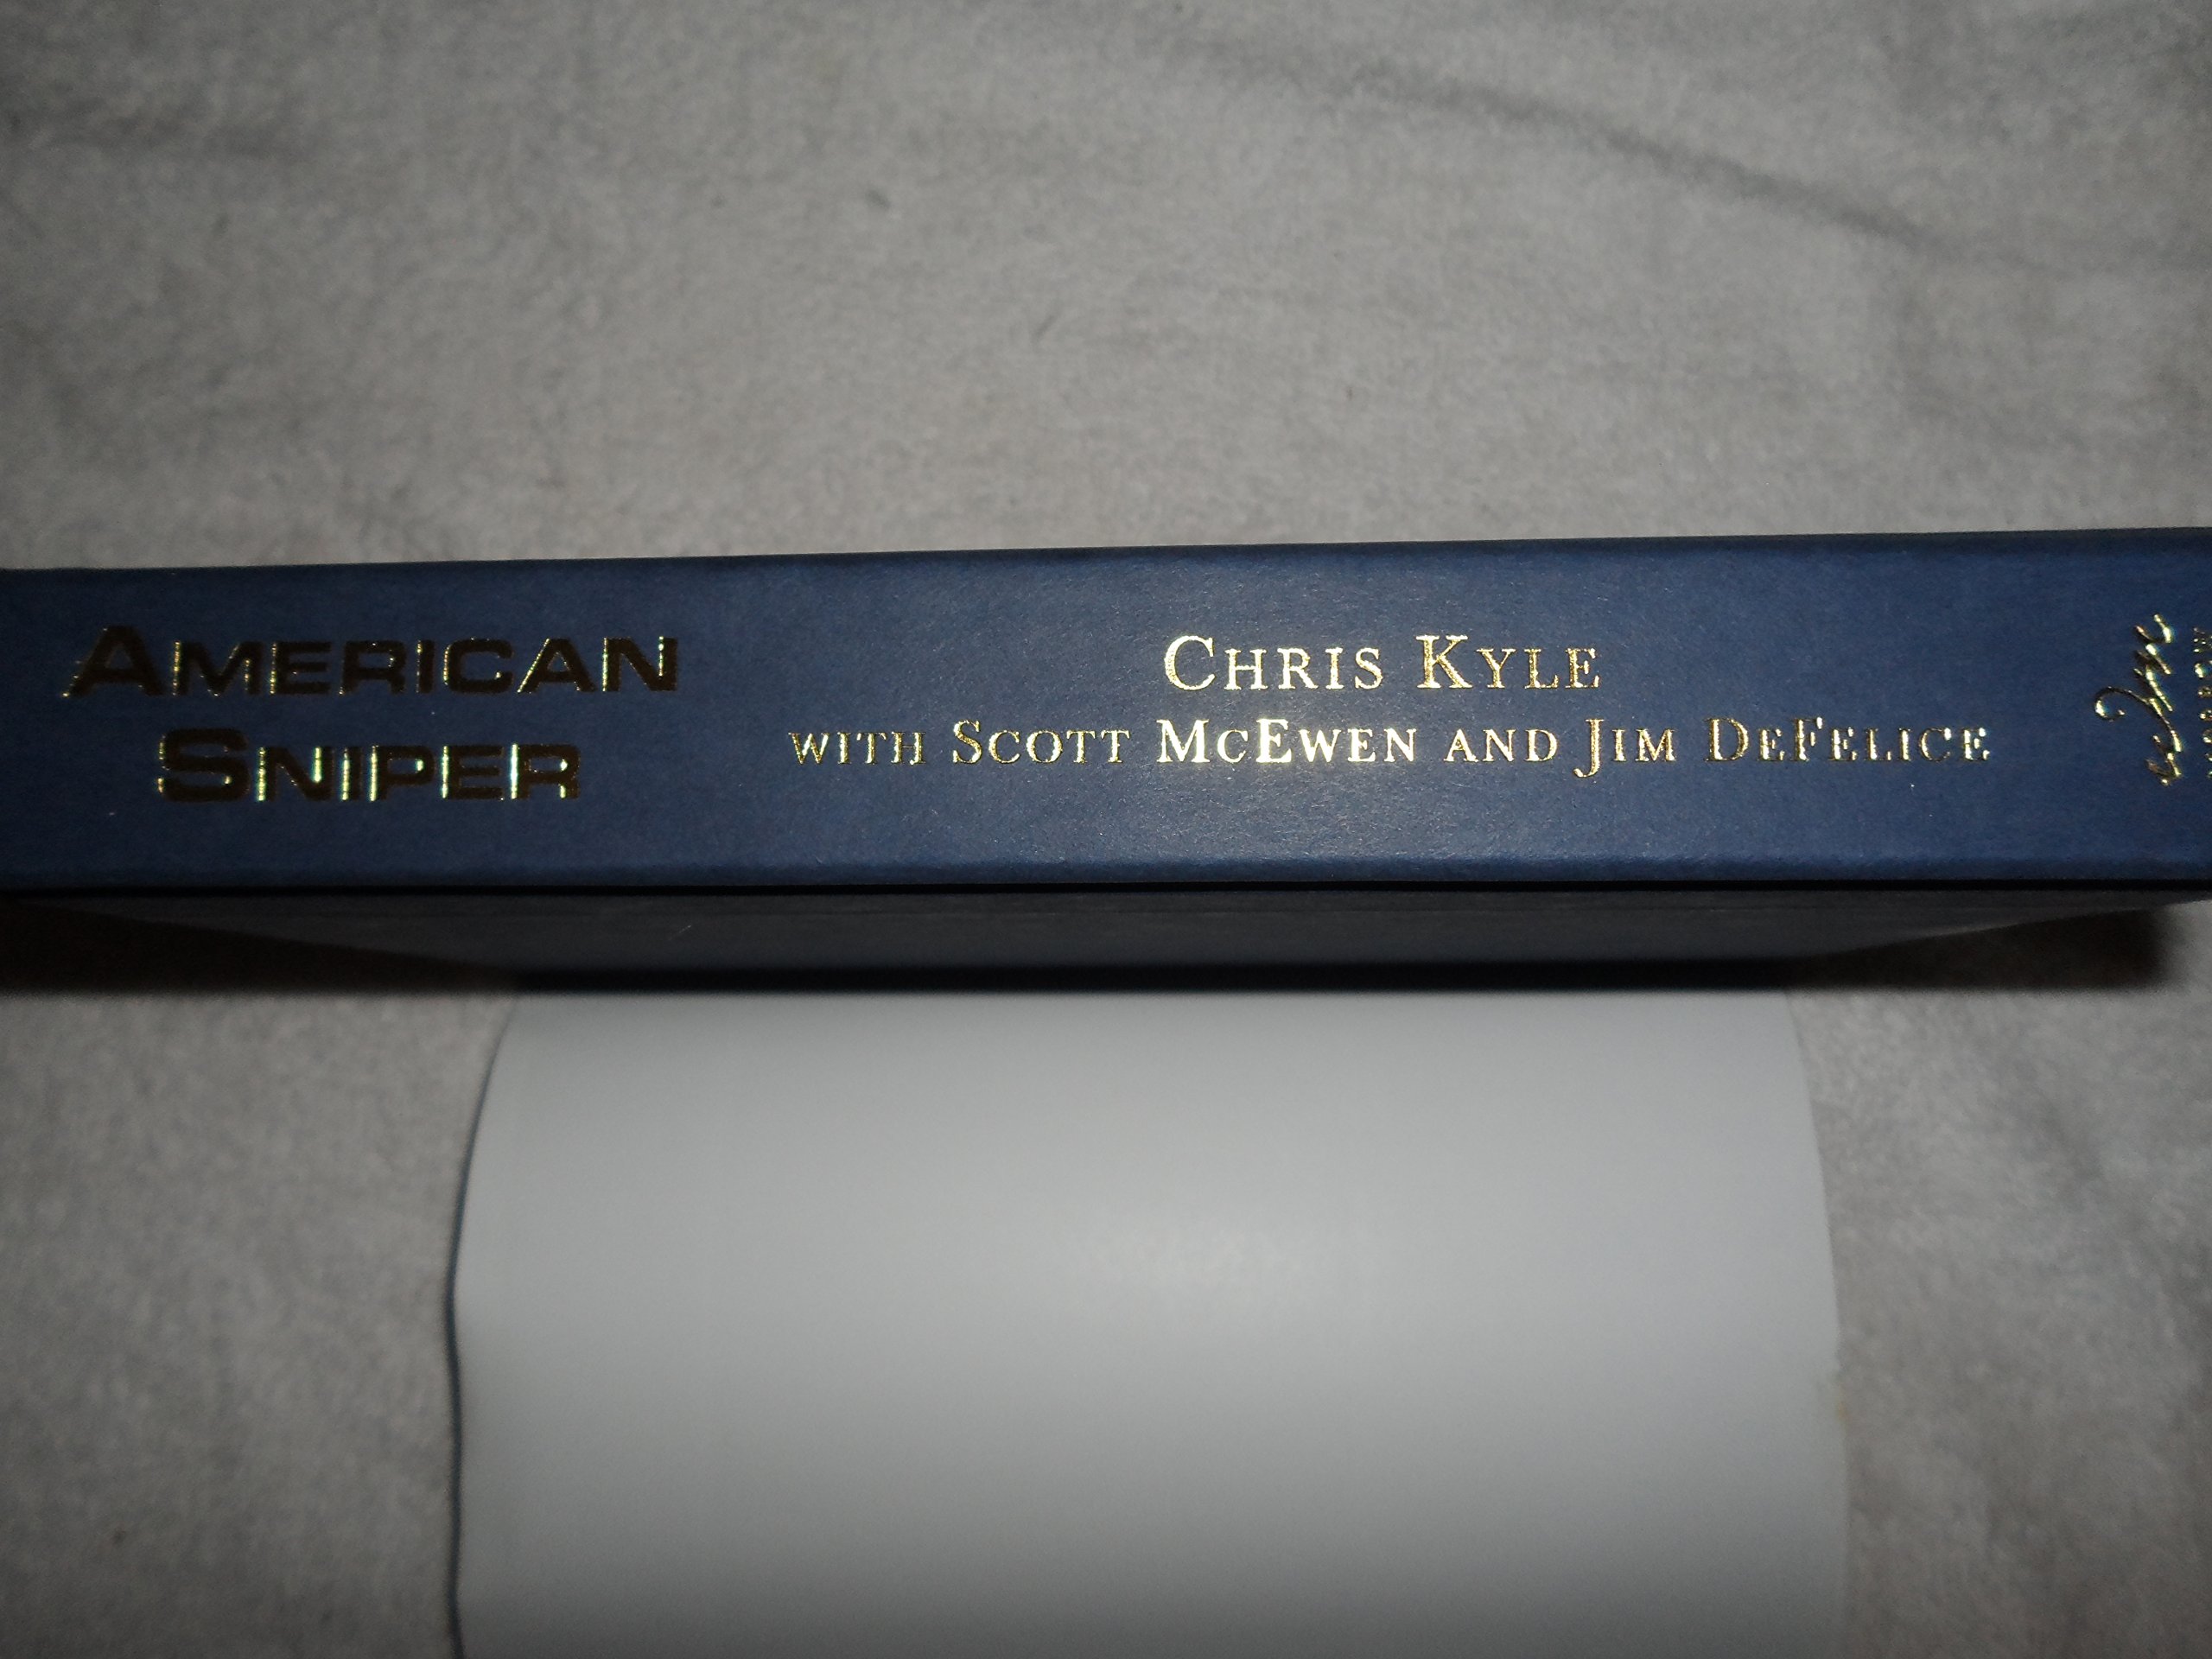 AMERICAN
SNIPER
CHRIS KYLE
WITH SCOTT MCEWEN AND JIM DEFELICE